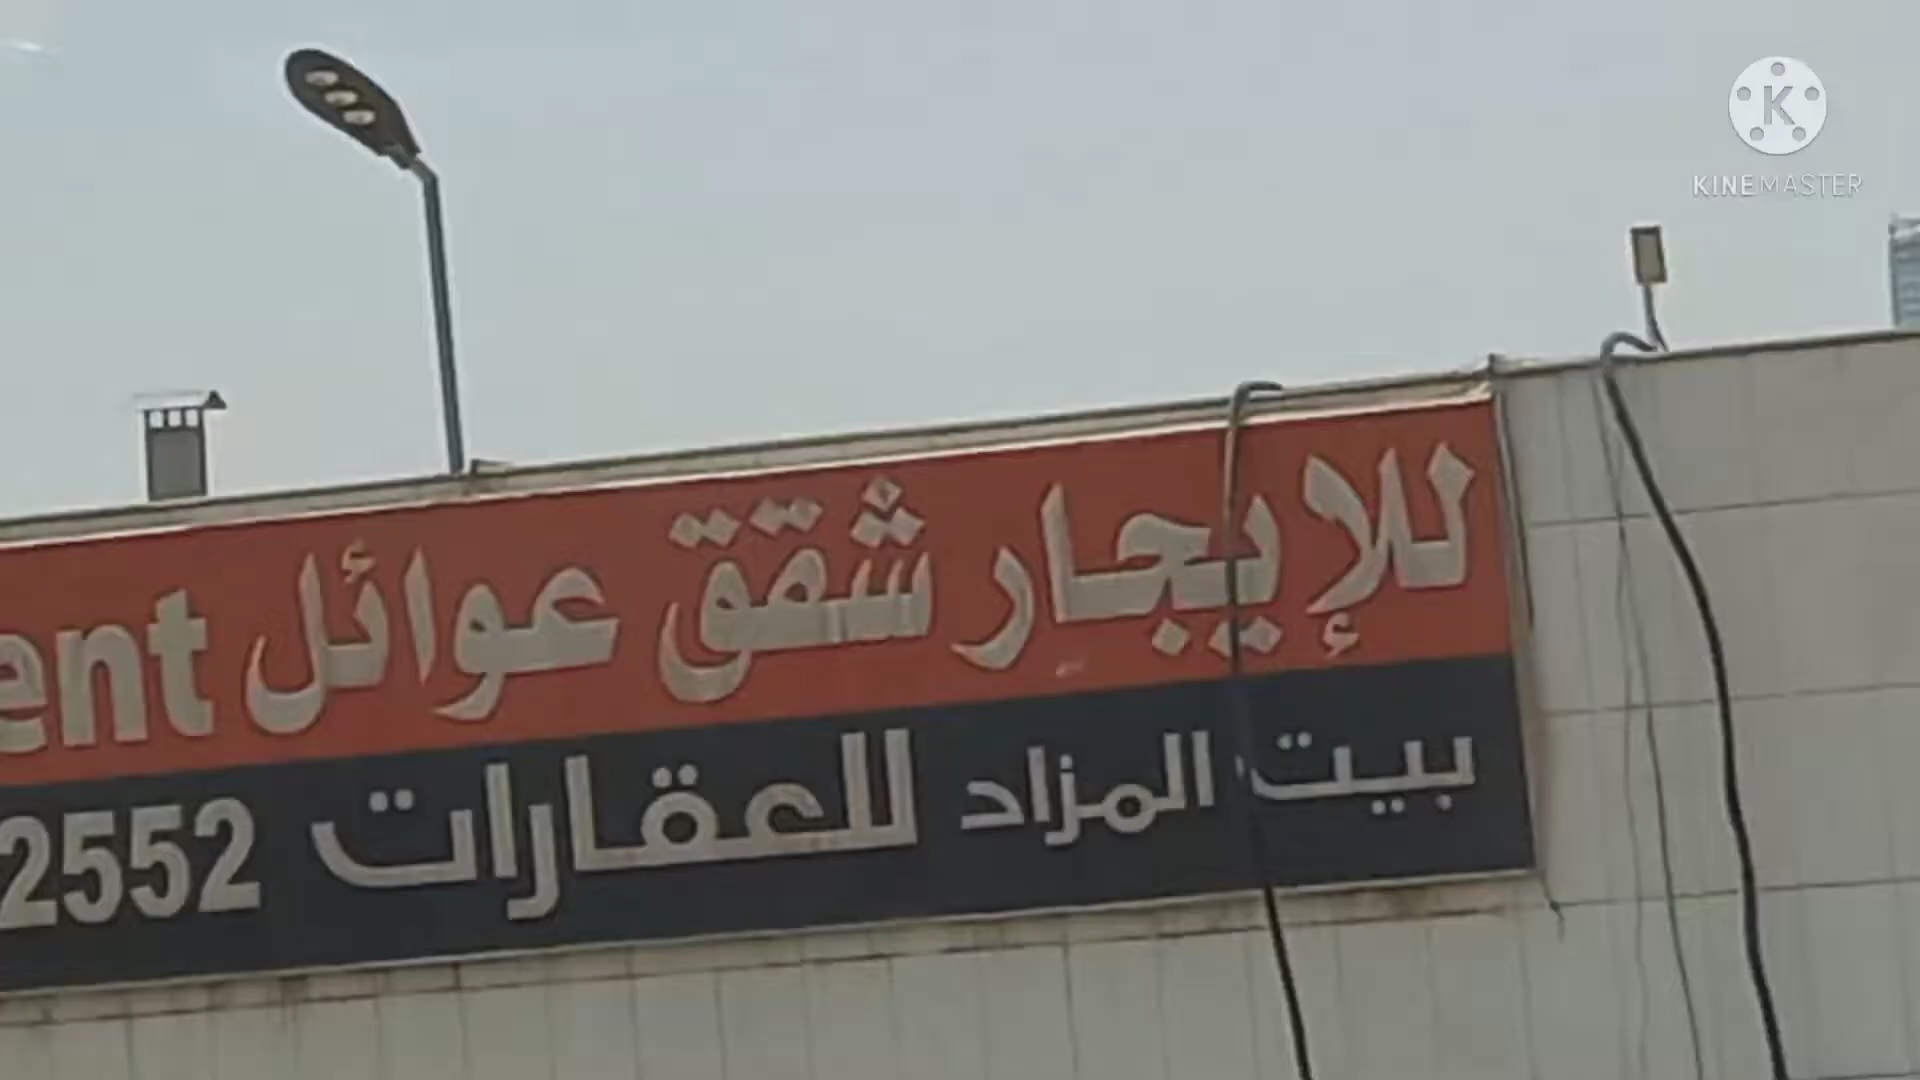 KINEMASTER
للإيجار شقق عوائل ent
بيت المزاد للعقارات 2552